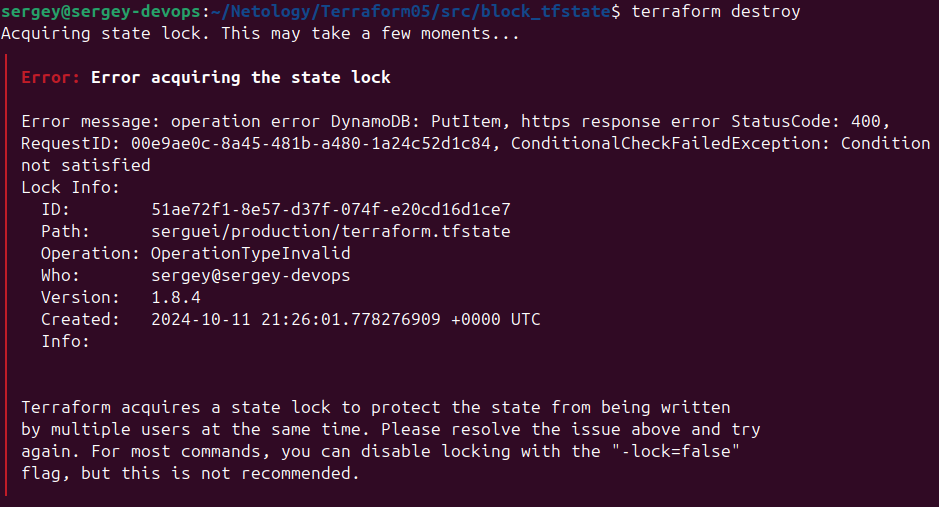 sergey@sergey-devops:~/Netology/Terraform05/src/block_tfstate$ terraform destroy
Acquiring state lock. This may take a few moments...
Error: Error acquiring the state lock
Error message: operation error DynamoDB: PutItem, https response error StatusCode: 400,
RequestID: 00e9ae0c-8a45-481b-a480-1a24c52d1c84, ConditionalCheckFailedException: Condition
not satisfied
Lock Info:
ID: 51ae72f1-8e57-d37f-074f-e20cd16d1ce7
Path: serguei/production/terraform.tfstate
Operation: OperationTypeInvalid
Who: sergey@sergey-devops
Version: 1.8.4
Created: 2024-10-11 21:26:01.778276909 +0000 UTC
Info:
Terraform acquires a state lock to protect the state from being written
by multiple users at the same time. Please resolve the issue above and try
again. For most commands, you can disable locking with the "-lock=false"
flag, but this is not recommended.